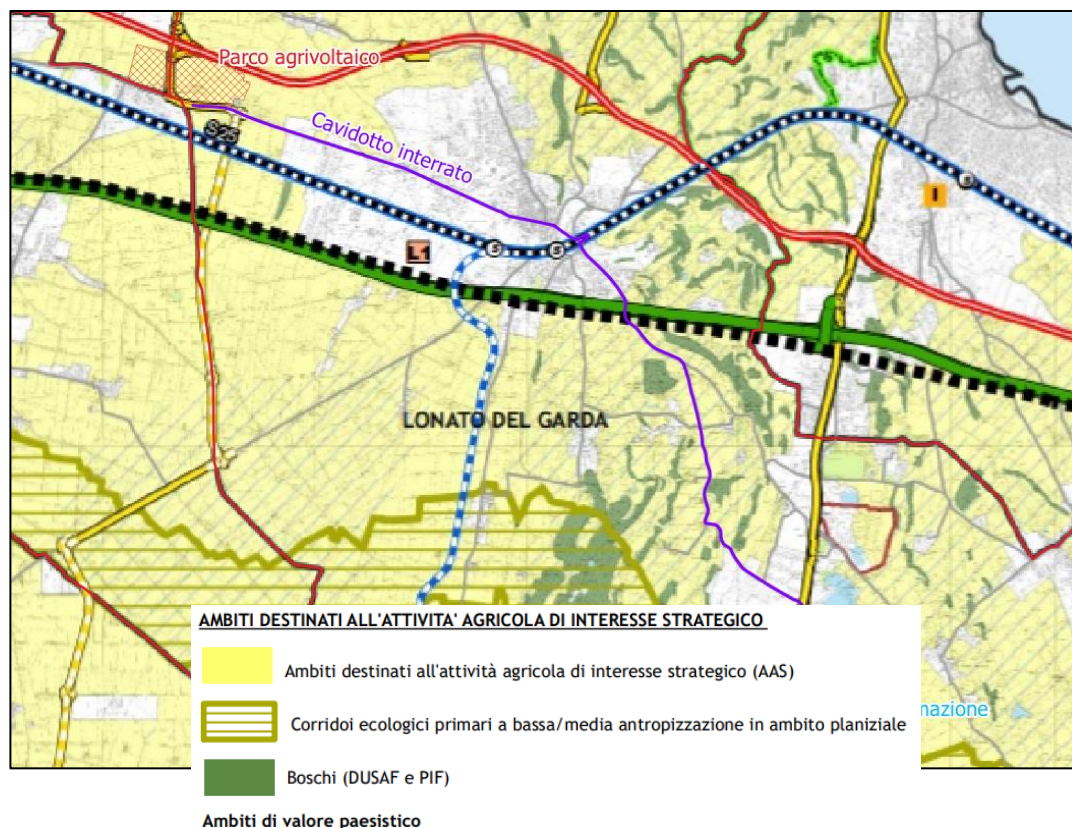 Parco agrivoltaico
S25
Cavidotto interrato
I
L1
S
S
S
LONATO DEL GARDA
AMBITI DESTINATI ALL'ATTIVITA' AGRICOLA DI INTERESSE STRATEGICO
Ambiti destinati all'attività agricola di interesse strategico (AAS)
Corridoi ecologici primari a bassa/media antropizzazione in ambito planiziale
mazione
Boschi (DUSAF e PIF)
Ambiti di valore paesistico